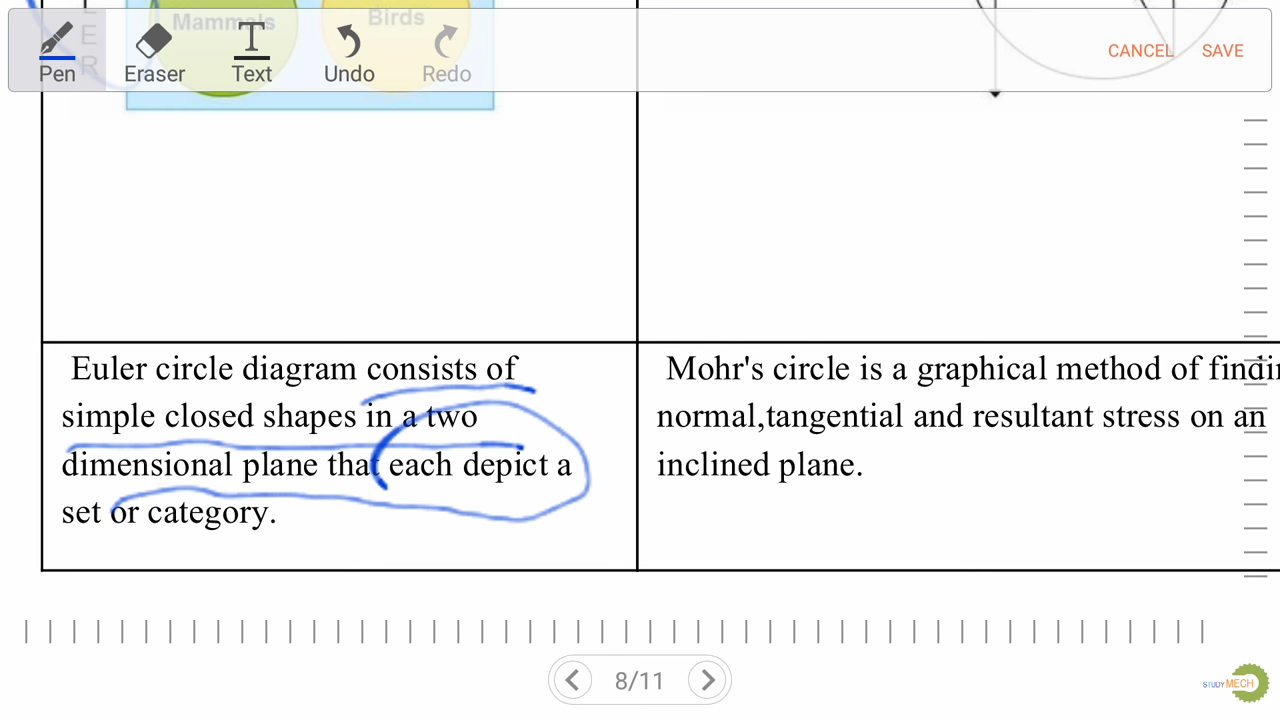 Mammals
Birds
E
R
Pen
Eraser
Text
Undo
Redo
CANCEL
SAVE
Euler circle diagram consists of
simple closed shapes in a two
dimensional plane that each depict a
set or category.
Mohr's circle is a graphical method of
normal,tangential and resultant stress on an
inclined plane.
8/11
STUDY MECH